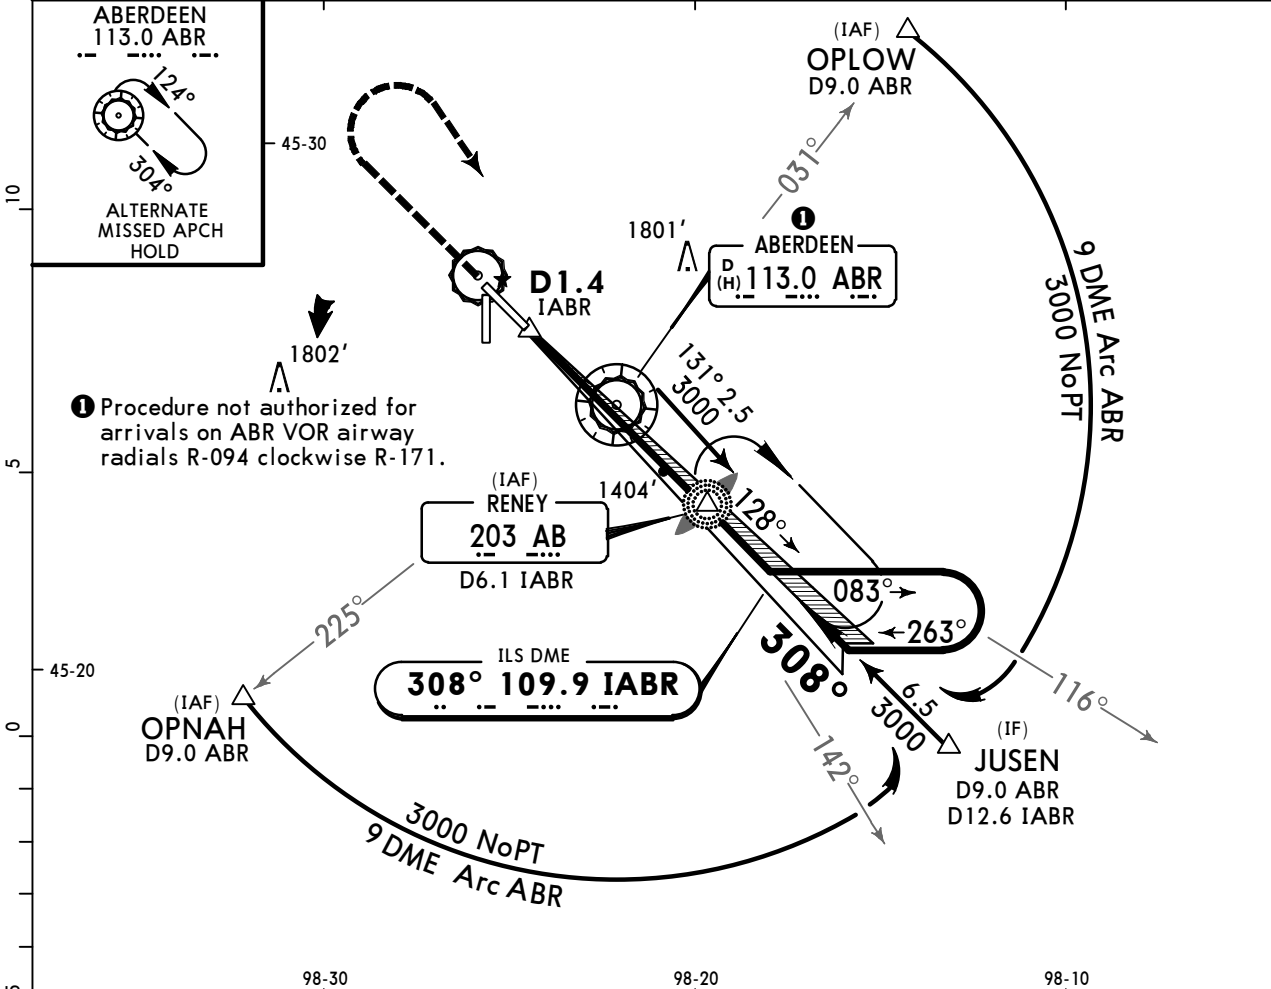 ABERDEEN
113.0 ABR
124°
304°
ALTERNATE
MISSED APCH
HOLD
45-30
10
5
45-20
0
98-30
98-20
98-10
(IAF)
OPLOW
D9.0 ABR
031°
9 DME Arc ABR
3000 NoPT
1801'
1
ABERDEEN
D
(H) 113.0 ABR
D1.4
IABR
1802'
1 Procedure not authorized for
arrivals on ABR VOR airway
radials R-094 clockwise R-171.
131° 2.5
3000
(IAF)
RENEY
203 AB
D6.1 IABR
1404'
128°
083°
263°
225°
ILS DME
308° 109.9 IABR
308°
116°
142°
6.5
3000
(IF)
JUSEN
D9.0 ABR
D12.6 IABR
(IAF)
OPNAH
D9.0 ABR
3000 NoPT
9 DME Arc ABR